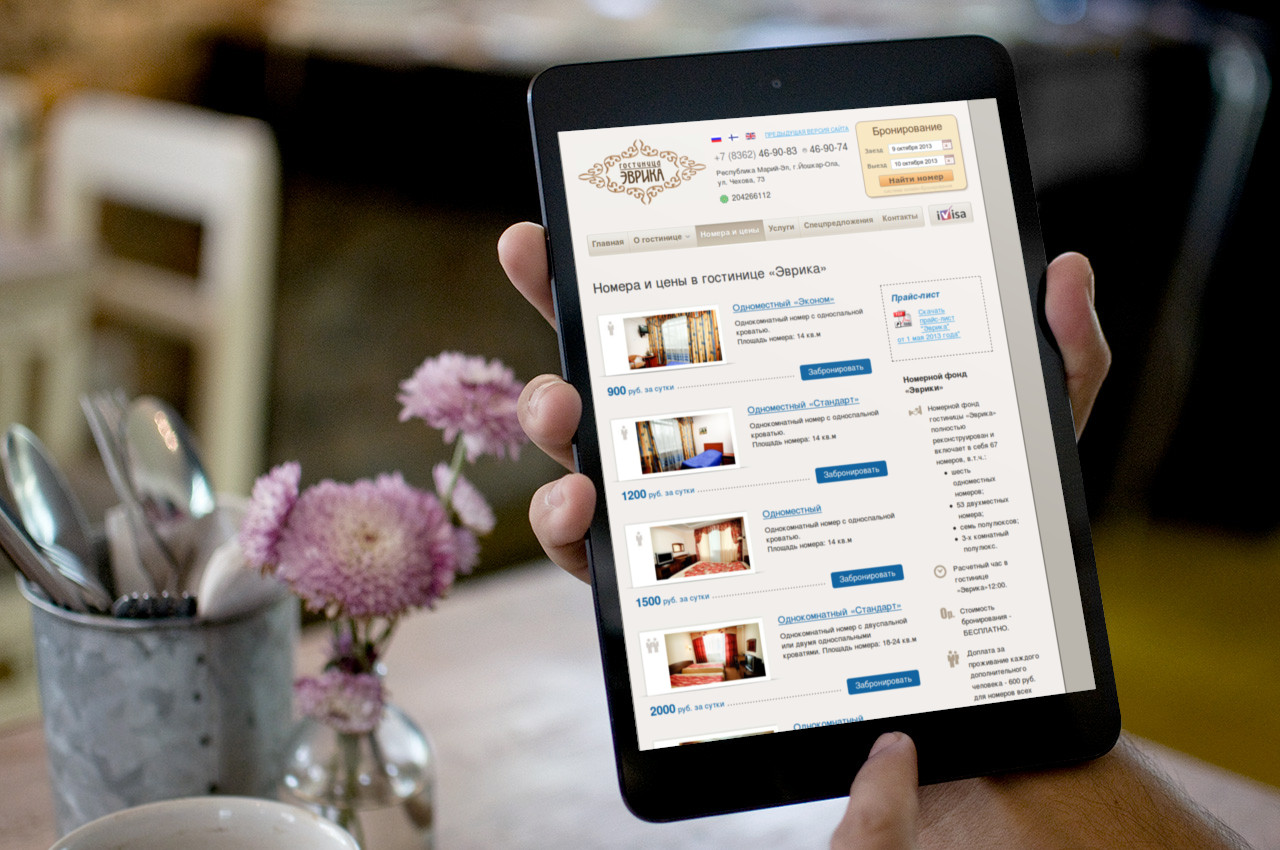 гостиница
ЭВРИКА
ПРЕДЫДУЩАЯ ВЕРСИЯ САЙТА
+7 (8362) 46-90-83 46-90-74
Республика Марий-Эл, г.Йошкар-Ола,
ул. Чехова, 73
204266112
Бронирование
Заезд 9 октября 2013
Выезд 10 октября 2013
Найти номер
Главная О гостинице Номера и цены Услуги Спецпредложения Контакты
iVisa
Номера и цены в гостинице «Эврика»
Одноместный «Эконом»
Однокомнатный номер с односпальной
кроватью.
Площадь номера: 14 кв.м
900 руб. за сутки
Забронировать
Одноместный «Стандарт»
Однокомнатный номер с односпальной
кроватью.
Площадь номера: 14 кв.м
1200 руб. за сутки
Забронировать
Одноместный
Однокомнатный номер с односпальной
кроватью.
Площадь номера: 14 кв.м
1500 руб. за сутки
Забронировать
Однокомнатный «Стандарт»
Однокомнатный номер с двуспальной
или двумя односпальными
кроватями. Площадь номера: 16-24 кв.м
2000 руб. за сутки
Забронировать
Однокомнатный
Прайс-лист
Скачать
прайс-лист
"Эврика"
от 1 мая 2013 года"
Номерной фонд
«Эврики»
Номерной фонд
гостиницы «Эврика»
полностью
реконструирован и
включает в себя 67
номеров, в.т.ч.:
• шесть
одноместных
номеров;
• 53 двухместных
номера;
• семь полулюксов;
• 3-х комнатный
полулюкс.
Расчетный час в
гостинице
«Эврика»12:00.
0р.
Стоимость
бронирования -
БЕСПЛАТНО.
Доплата за
проживание каждого
дополнительного
человека - 600 руб.
для номеров всех